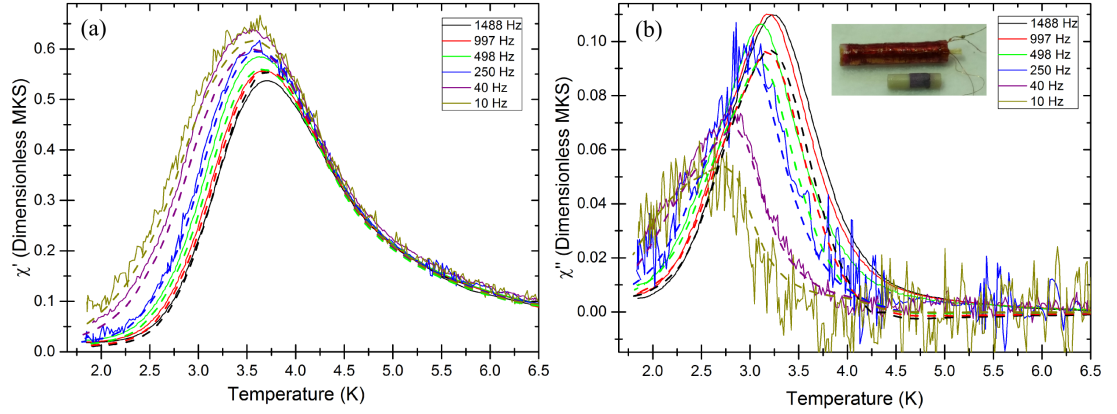 (a)
1488 Hz
997 Hz
498 Hz
250 Hz
40 Hz
10 Hz
χ' (Dimensionless MKS)
0.6
0.5
0.4
0.3
0.2
0.1
0.0
2.0 2.5 3.0 3.5 4.0 4.5 5.0 5.5 6.0 6.5
Temperature (K)
(b)
1488 Hz
997 Hz
498 Hz
250 Hz
40 Hz
10 Hz
χ'' (Dimensionless MKS)
0.10
0.08
0.06
0.04
0.02
0.00
2.0 2.5 3.0 3.5 4.0 4.5 5.0 5.5 6.0 6.5
Temperature (K)